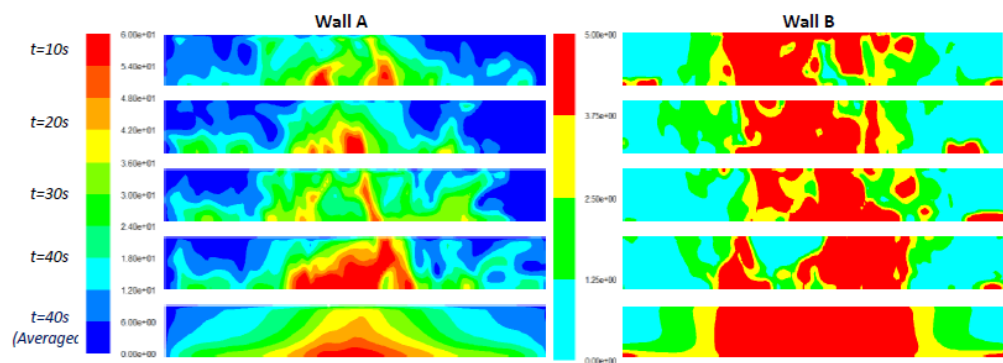 Wall A
Wall B
t=10s
t=20s
t=30s
t=40s
t=40s
(Averagec
6.00e+01
5.40e+01
4.80e+01
4.20e+01
3.60e+01
3.00e+01
2.40e+01
1.80e+01
1.20e+01
6.00e+00
0.00e+00
5.00e+00
3.75e+00
2.50e+00
1.25e+00
0.00e+00